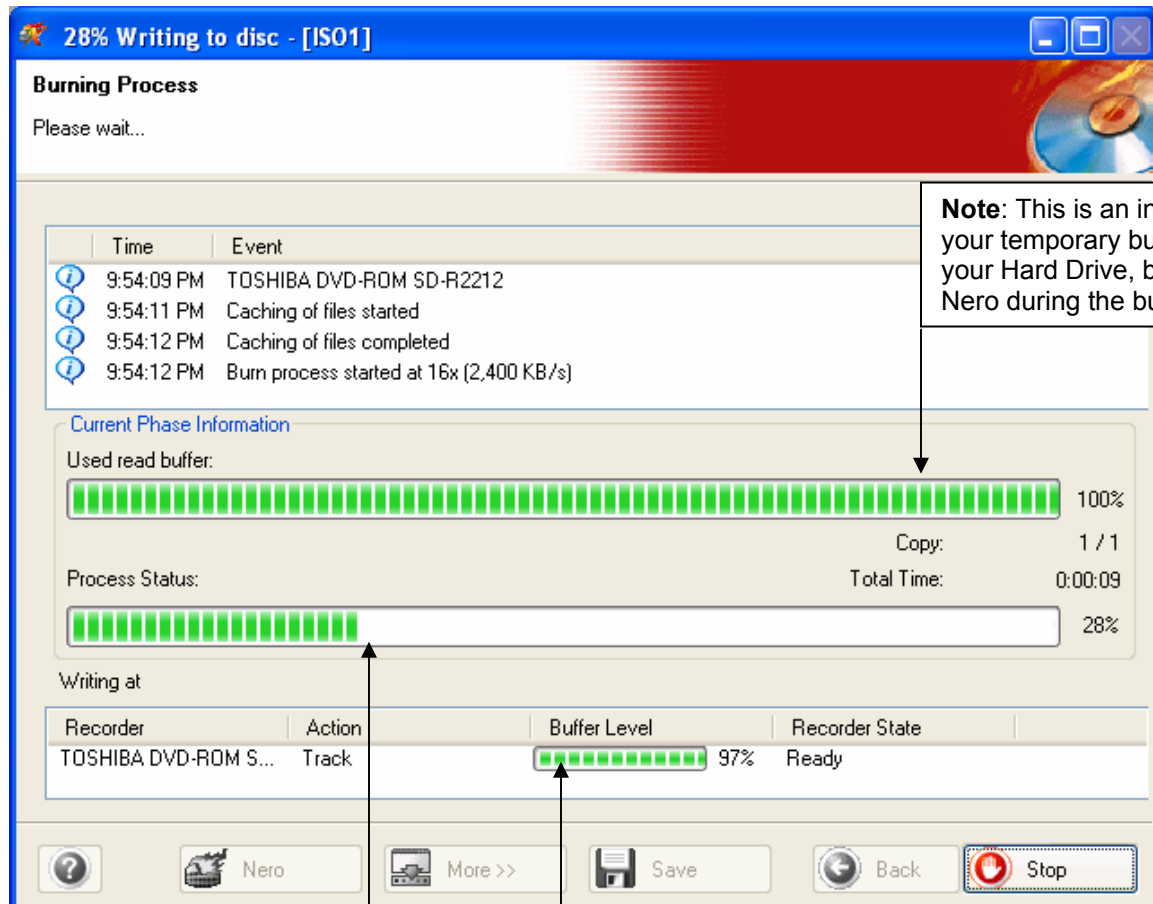 28% Writing to disc - [ISO1]
Burning Process
Please wait...
Note: This is an
your temporary
your Hard Drive,
Nero during the
Time Event
9:54:09 PM TOSHIBA DVD-ROM SD-R2212
9:54:11 PM Caching of files started
9:54:12 PM Caching of files completed
9:54:12 PM Burn process started at 16x (2,400 KB/s)
Current Phase Information
Used read buffer:
100%
Copy: 1 / 1
Process Status: Total Time: 0:00:09
28%
Writing at
Recorder Action Buffer Level Recorder State
TOSHIBA DVD-ROM S... Track 97% Ready
? Nero More >> Save Back Stop